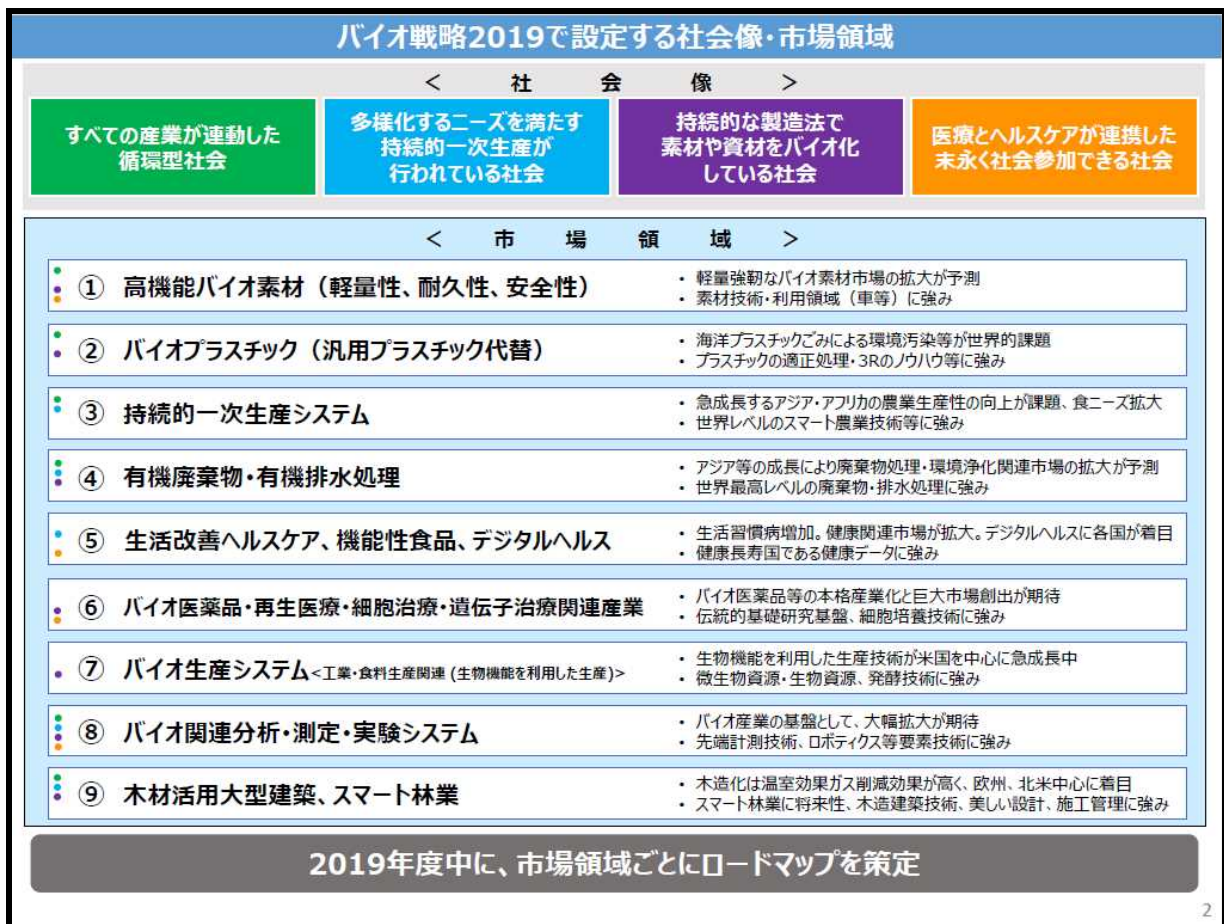 バイオ戦略2019で設定する社会像・市場領域
＜ 社 会 像 ＞
すべての産業が連動した
循環型社会
多様化するニーズを満たす
持続的一次生産が
行われている社会
持続的な製造法で
素材や資材をバイオ化
している社会
医療とヘルスケアが連携した
末永く社会参加できる社会
＜ 市 場 領 域 ＞
① 高機能バイオ素材（軽量性、耐久性、安全性）
・ 軽量強靭なバイオ素材市場の拡大が予測
・ 素材技術・利用領域（車等）に強み
② バイオプラスチック（汎用プラスチック代替）
・ 海洋プラスチックごみによる環境汚染等が世界的課題
・ プラスチックの適正処理・3Rのノウハウ等に強み
③ 持続的一次生産システム
・ 急成長するアジア・アフリカの農業生産性の向上が課題、食ニーズ拡大
・ 世界レベルのスマート農業技術等に強み
④ 有機廃棄物・有機排水処理
・ アジア等の成長により廃棄物処理・環境浄化関連市場の拡大が予測
・ 世界最高レベルの廃棄物・排水処理に強み
⑤ 生活改善ヘルスケア、機能性食品、デジタルヘルス
・ 生活習慣病増加。健康関連市場が拡大。デジタルヘルスに各国が着目
・ 健康長寿国である健康データに強み
⑥ バイオ医薬品・再生医療・細胞治療・遺伝子治療関連産業
・ バイオ医薬品等の本格産業化と巨大市場創出が期待
・ 伝統的基礎研究基盤、細胞培養技術に強み
⑦ バイオ生産システム<工業・食料生産関連 (生物機能を利用した生産)>
・ 生物機能を利用した生産技術が米国を中心に急成長中
・ 微生物資源・生物資源、発酵技術に強み
⑧ バイオ関連分析・測定・実験システム
・ バイオ産業の基盤として、大幅拡大が期待
・ 先端計測技術、ロボティクス等要素技術に強み
⑨ 木材活用大型建築、スマート林業
・ 木造化は温室効果ガス削減効果が高く、欧州、北米中心に着目
・ スマート林業に将来性、木造建築技術、美しい設計、施工管理に強み
2019年度中に、市場領域ごとにロードマップを策定
2